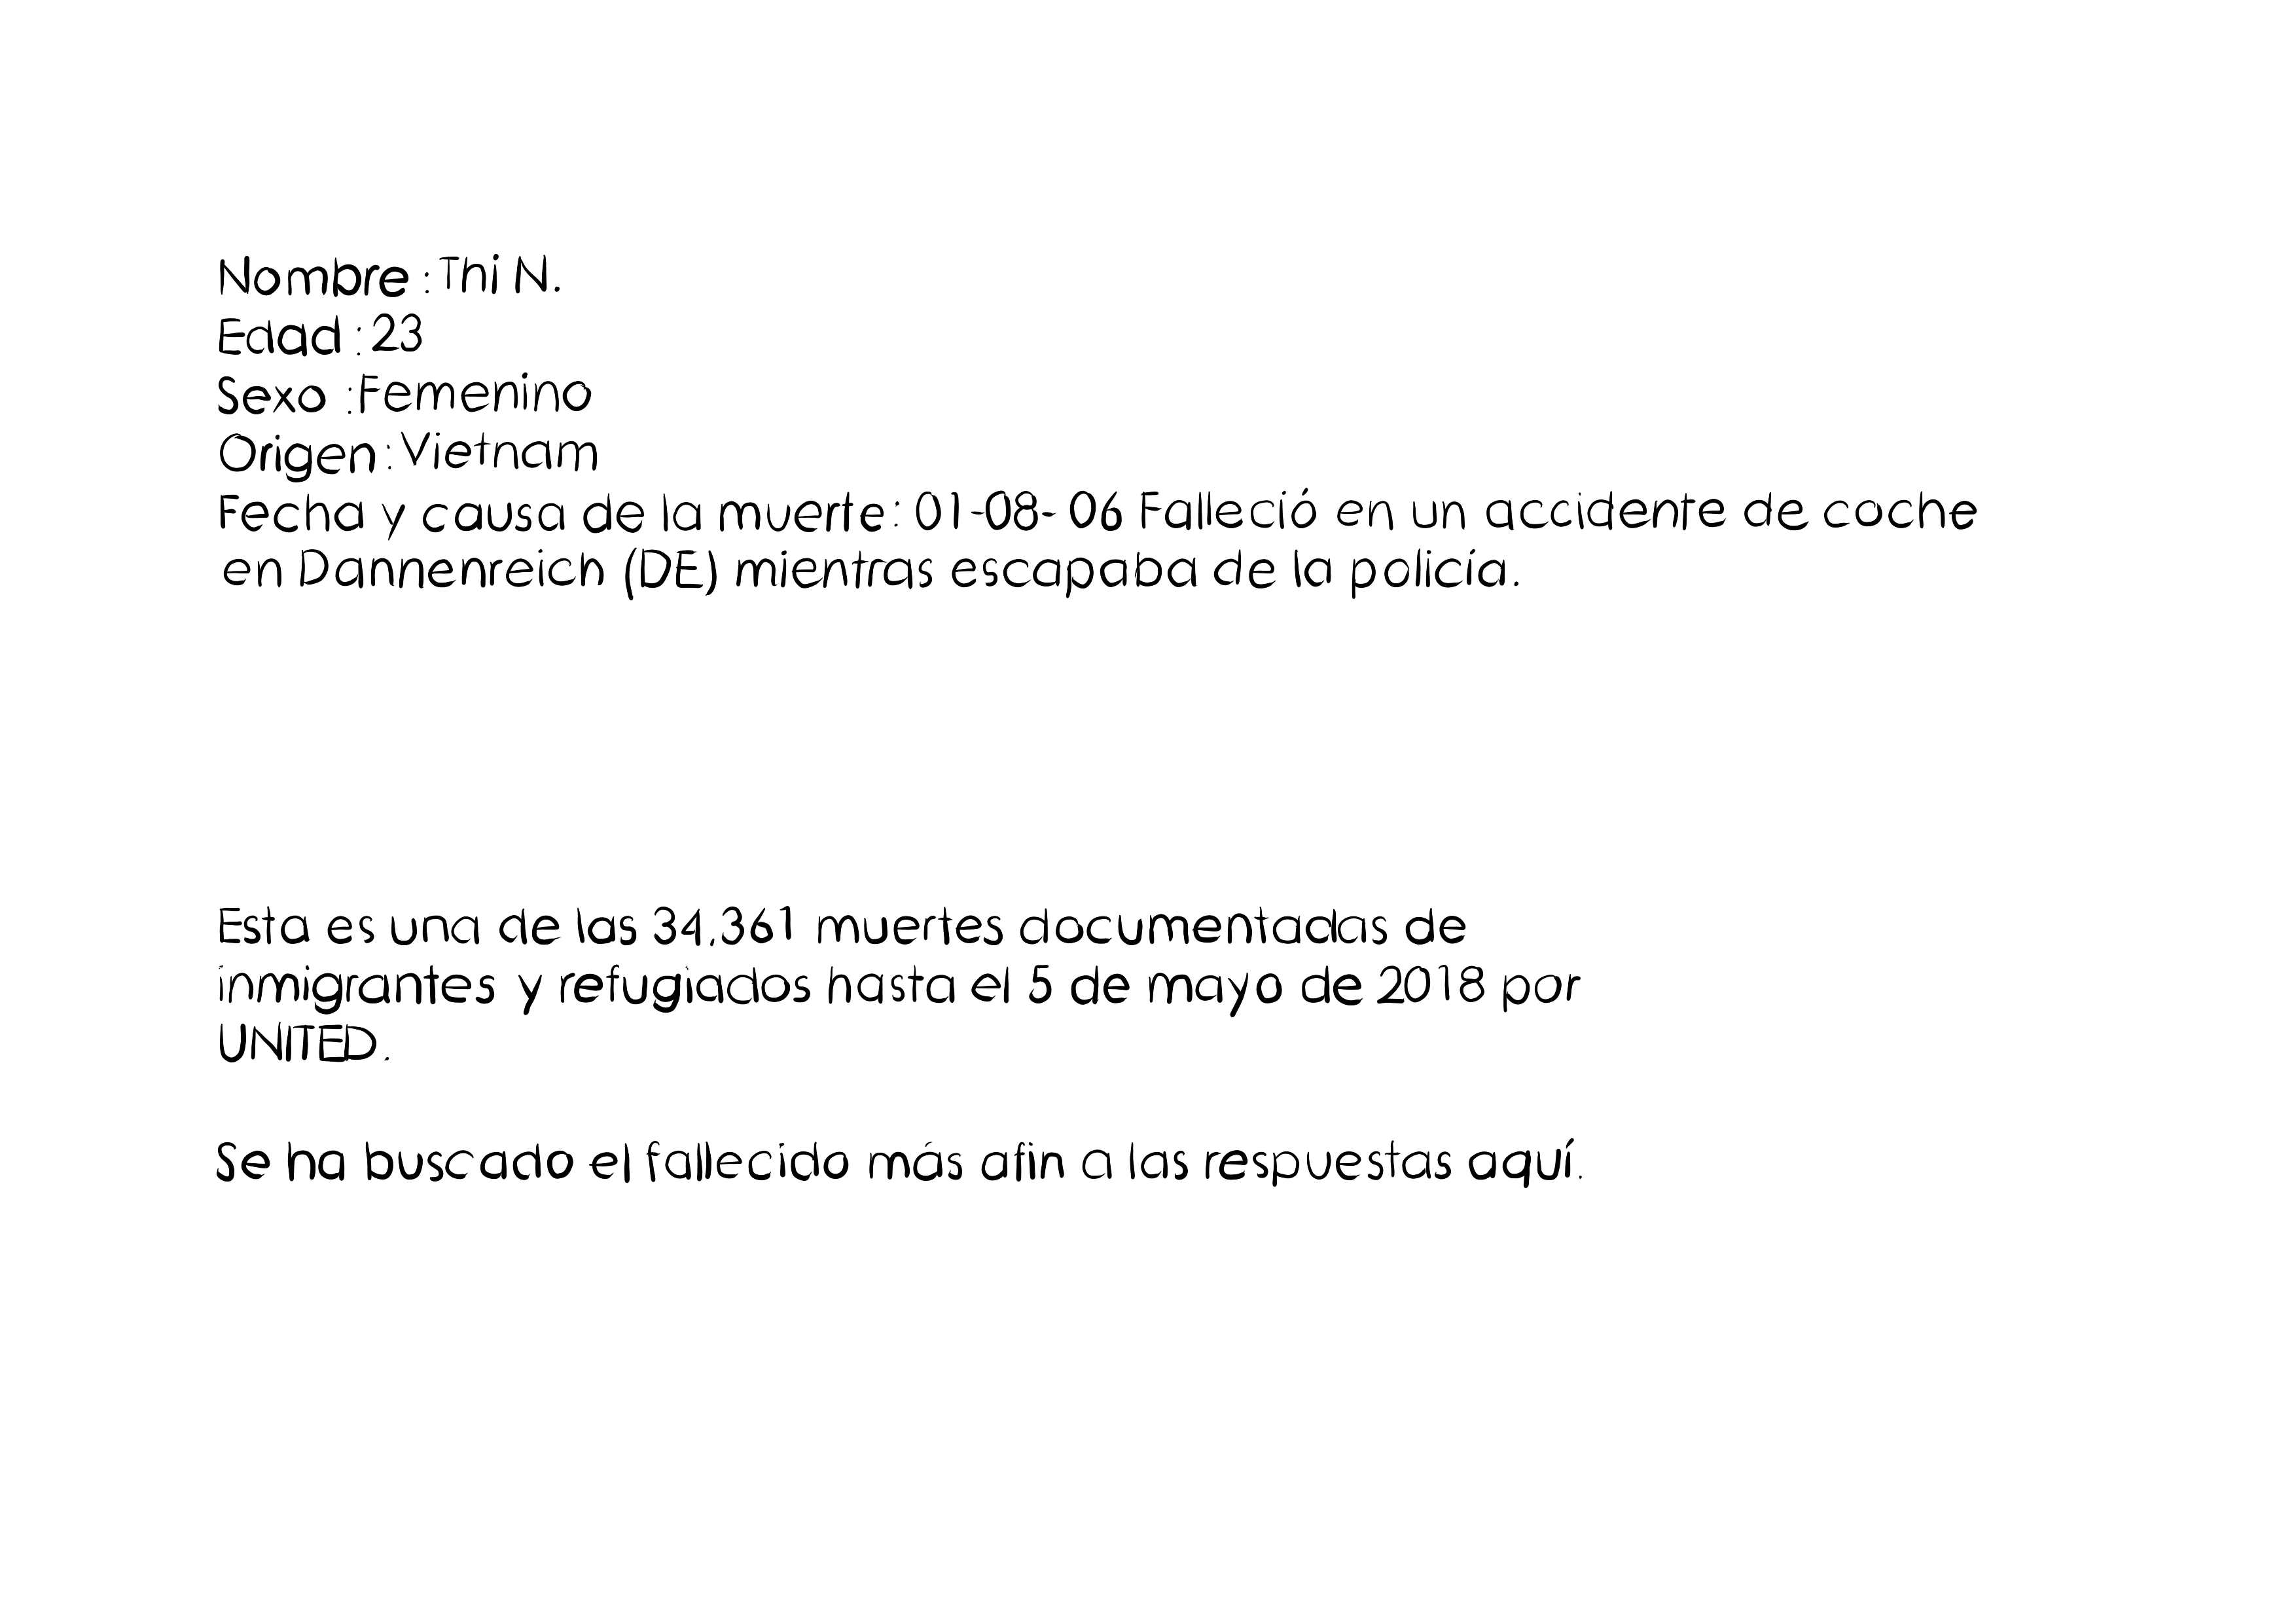 Nombre : Thi N.
Edad : 23
Sexo : Femenino
Origen : Vietnam
Fecha y causa de la muerte : 01-08-06 Falleció en un accidente de coche
en Dannenreich (DE) mientras escapaba de la policía.
Esta es una de las 34,361 muertes documentadas de
inmigrantes y refugiados hasta el 5 de mayo de 2018 por
UNITED.
Se ha buscado el fallecido más afin a las respuestas aquí.